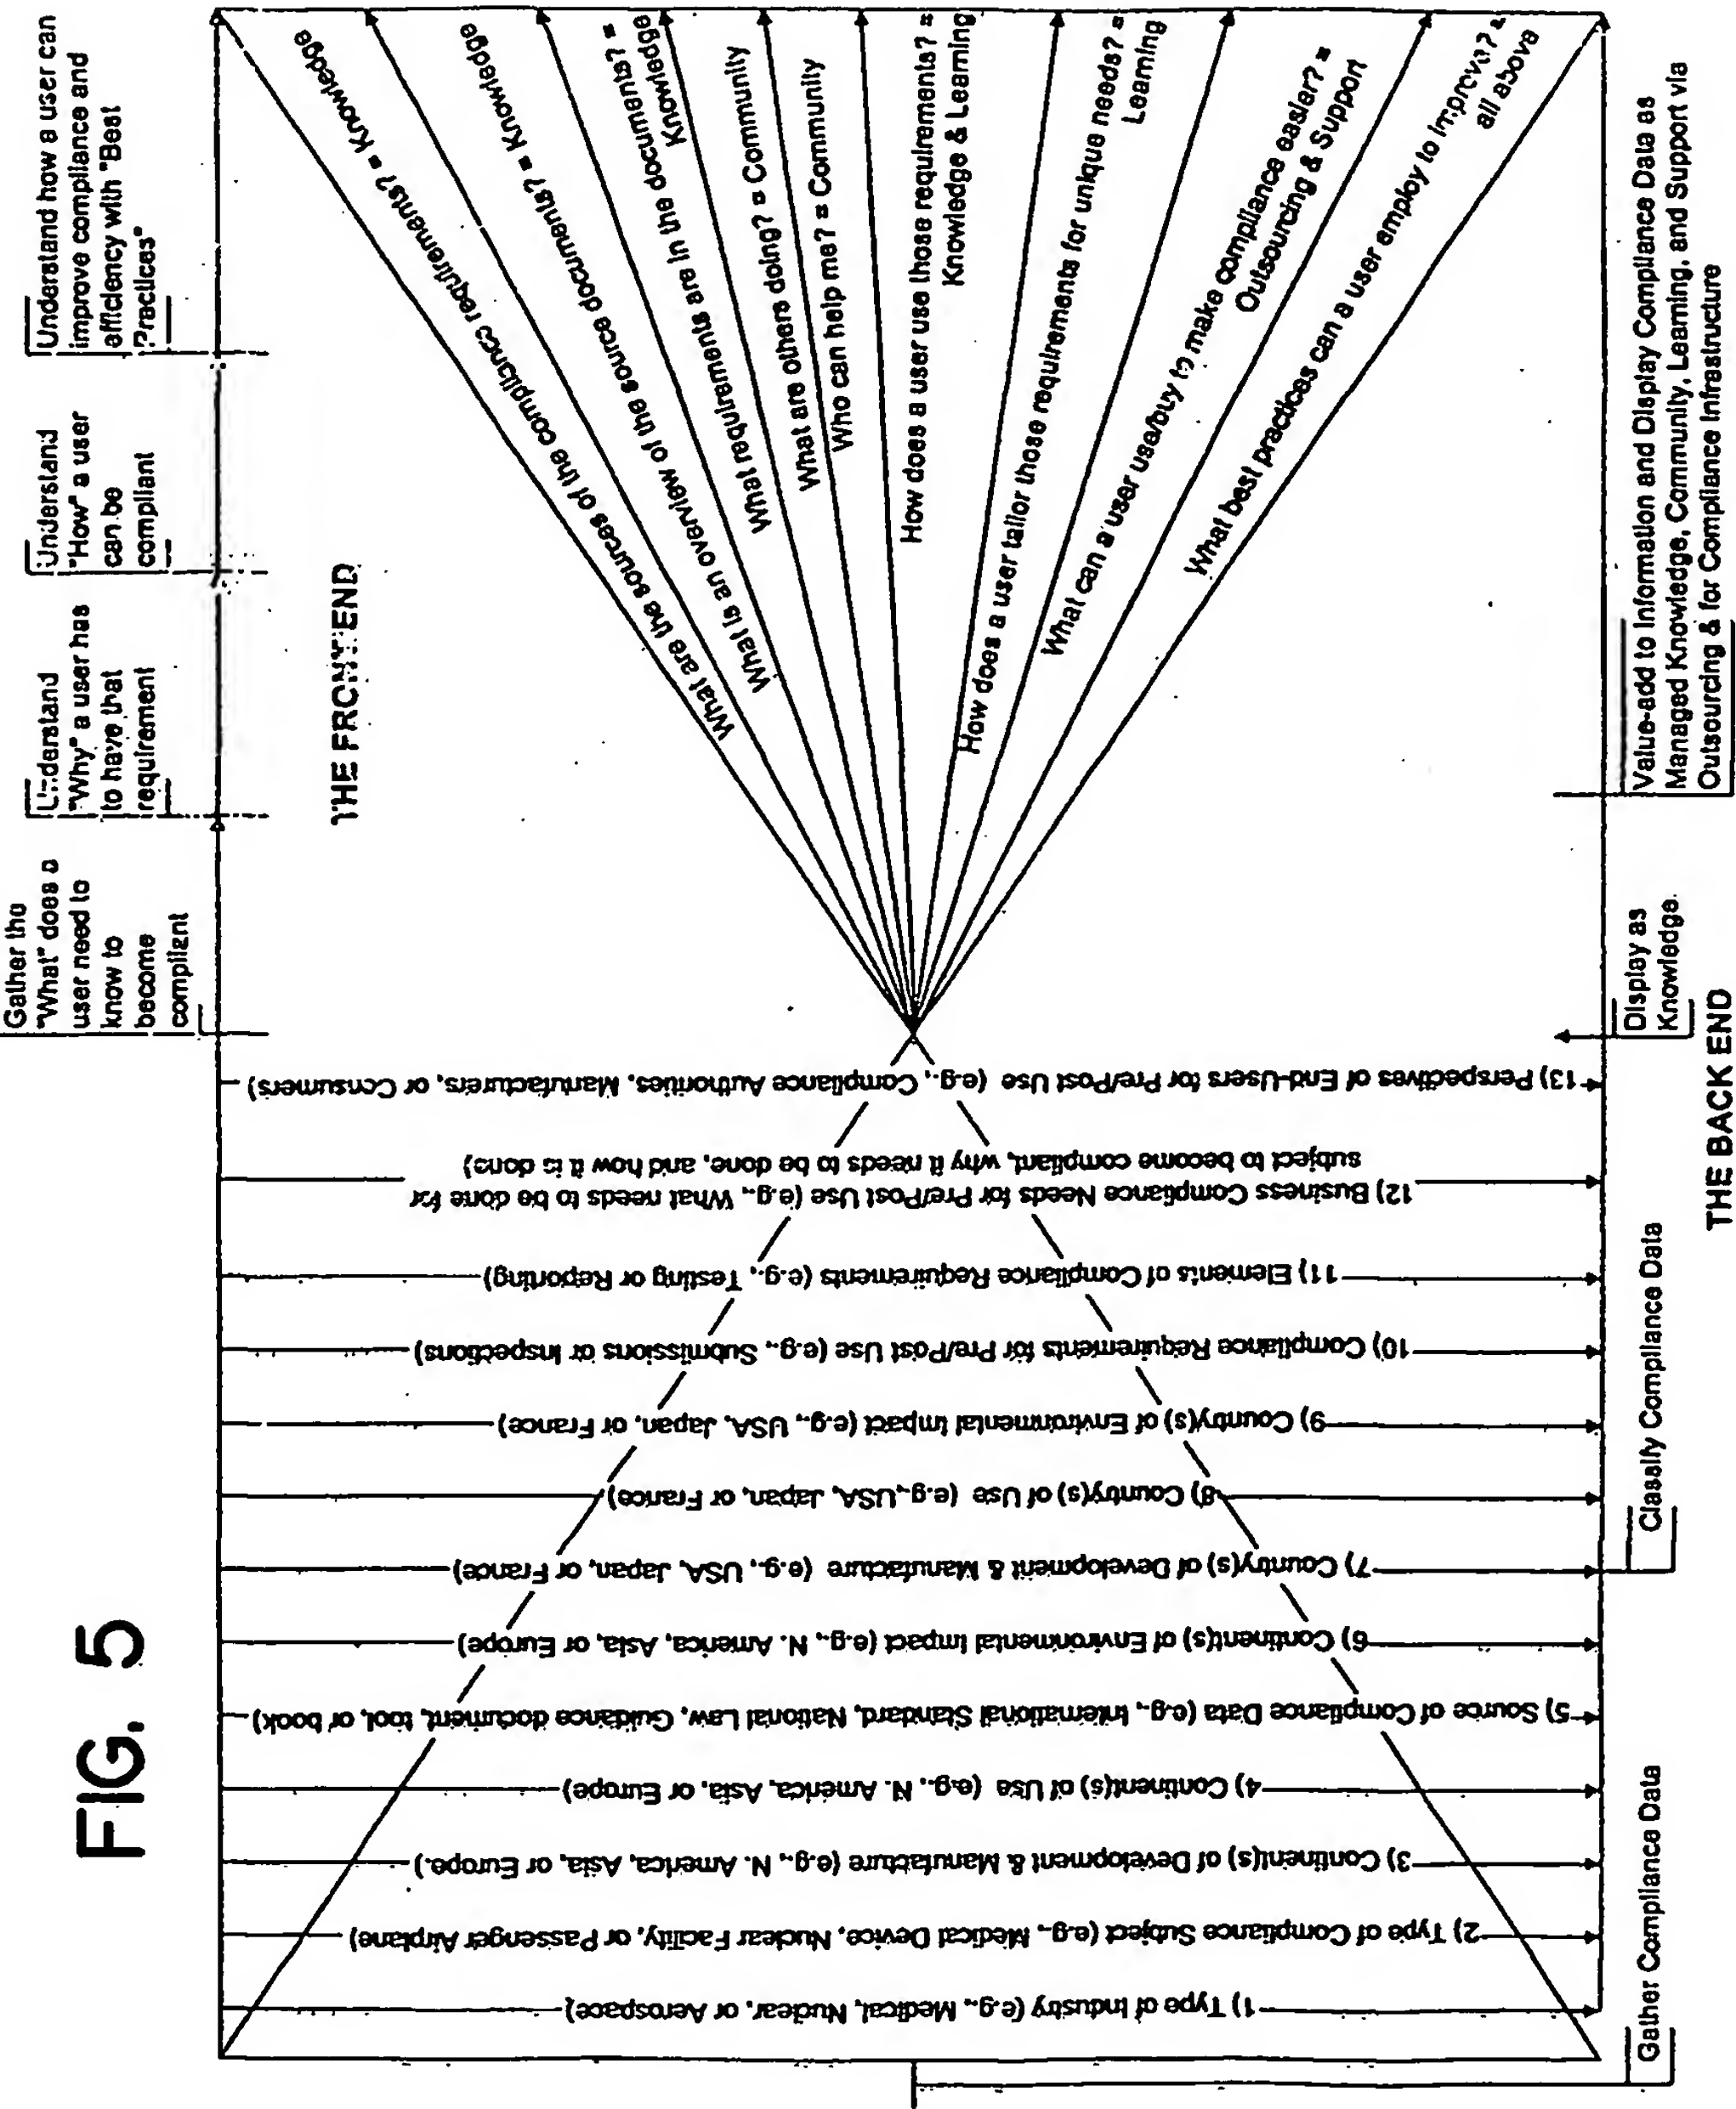 FIG. 5
Gather the
"What" does a
user need to
know to
become
compliant
Understand
"Why" a user has
to have that
requirement
Understand
"How" a user
can be
compliant
Understand how a user can
improve compliance and
efficiency with "Best
Practices"
THE FRONT END
What are the sources of the compliance requirements? = Knowledge
What is an overview of the source documents? = Knowledge
What requirements are in the documents? =
Knowledge
What are others doing? = Community
Who can help me? = Community
How does a user use those requirements? =
Knowledge & Learning
How does a user tailor those requirements for unique needs? =
Learning
What can a user use/buy to make compliance easier? =
Outsourcing & Support
What best practices can a user employ to improve? =
all above
1) Type of Industry (e.g., Medical, Nuclear, or Aerospace)
2) Type of Compliance Subject (e.g., Medical Device, Nuclear Facility, or Passenger Airplane)
3) Continent(s) of Development & Manufacture (e.g., N. America, Asia, or Europe.)
4) Continent(s) of Use (e.g., N. America, Asia, or Europe)
5) Source of Compliance Data (e.g., International Standard, National Law, Guidance document, tool, or book)
6) Continent(s) of Environmental Impact (e.g., N. America, Asia, or Europe)
7) Country(s) of Development & Manufacture (e.g., USA, Japan, or France)
8) Country(s) of Use (e.g., USA, Japan, or France)
9) Country(s) of Environmental Impact (e.g., USA, Japan, or France)
10) Compliance Requirements for Pre/Post Use (e.g., Submissions or Inspections)
11) Elements of Compliance Requirements (e.g., Testing or Reporting)
12) Business Compliance Needs for Pre/Post Use (e.g., What needs to be done for
subject to become compliant, why it needs to be done, and how it is done)
13) Perspectives of End-Users for Pre/Post Use (e.g., Compliance Authorities, Manufacturers, or Consumers)
Gather Compliance Data
Classify Compliance Data
Display as
Knowledge.
Value-add to Information and Display Compliance Data as
Managed Knowledge, Community, Learning, and Support via
Outsourcing & for Compliance Infrastructure
THE BACK END